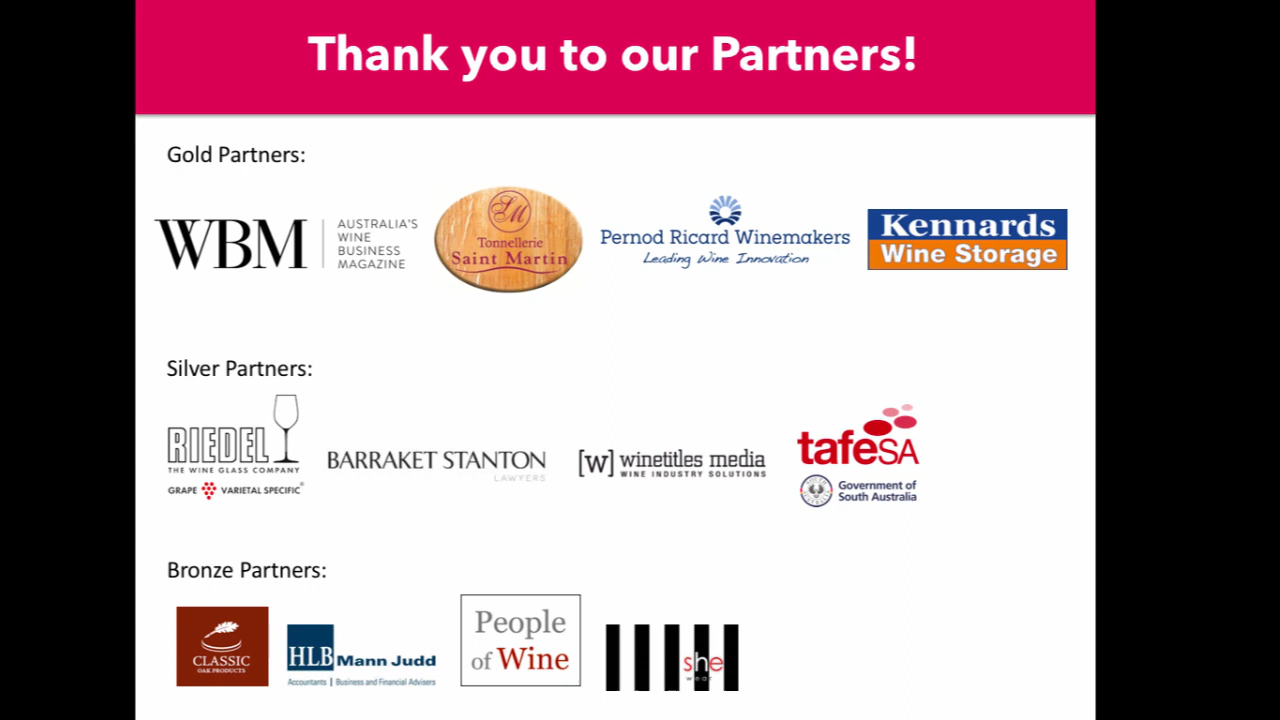 Thank you to our Partners!
Gold Partners:
WBM
AUSTRALIA'S
WINE
BUSINESS
MAGAZINE
SM
Tonnellerie
Saint Martin
Pernod Ricard Winemakers
Leading Wine Innovation
Kennards
Wine Storage
Silver Partners:
RIEDEL
THE WINE GLASS COMPANY
GRAPE VARIETAL SPECIFIC®
BARRAKET STANTON
LAWYERS
[w] winetitles media
WINE INDUSTRY SOLUTIONS
tafeSA
Government of
South Australia
Bronze Partners:
CLASSIC
OAK PRODUCTS
HLB Mann Judd
Accountants | Business and Financial Advisers
People
of Wine
she
wear